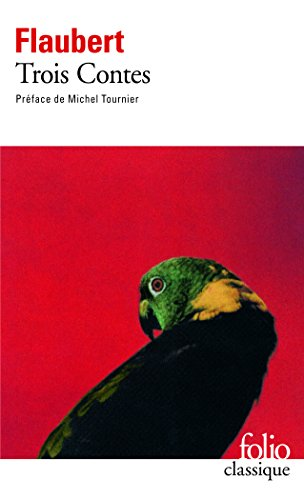 Flaubert
Trois Contes
Préface de Michel Tournier
folio
classique